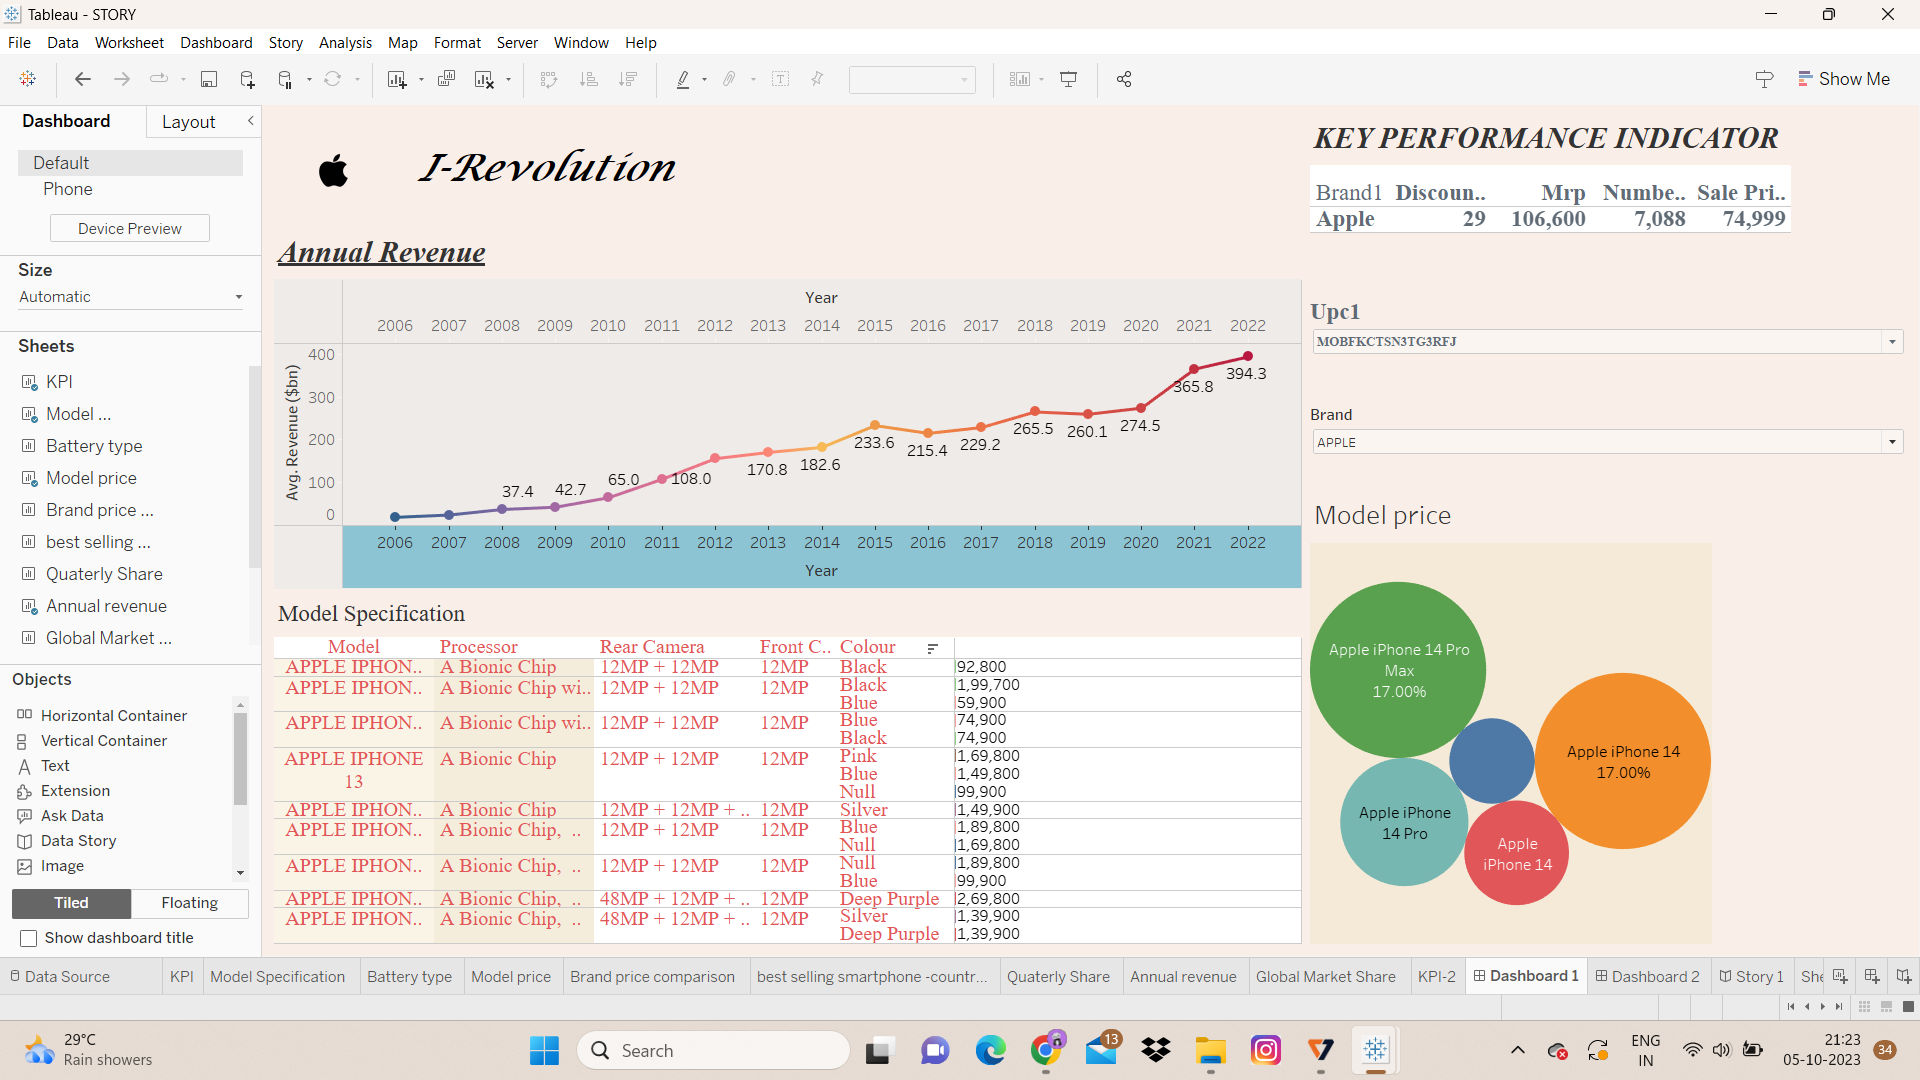 Tableau - STORY
File Data Worksheet Dashboard Story Analysis Map Format Server Window Help
Show Me
Dashboard Layout
Default
Phone
Device Preview
Size
Automatic
Sheets
KPI
Model ...
Battery type
Model price
Brand price ...
best selling ...
Quaterly Share
Annual revenue
Global Market ...
Objects
Horizontal Container
Vertical Container
Text
Extension
Ask Data
Data Story
Image
Tiled Floating
Show dashboard title
I-Revolution
Annual Revenue
Year
2006 2007 2008 2009 2010 2011 2012 2013 2014 2015 2016 2017 2018 2019 2020 2021 2022
Avg. Revenue ($bn)
400
300
200
100
0
37.4 42.7 65.0 108.0 170.8 182.6 233.6 215.4 229.2 265.5 260.1 274.5 365.8 394.3
2006 2007 2008 2009 2010 2011 2012 2013 2014 2015 2016 2017 2018 2019 2020 2021 2022
Year
Model Specification
Model Processor Rear Camera Front C.. Colour
APPLE IPHON.. A Bionic Chip 12MP + 12MP 12MP Black 92,800
APPLE IPHON.. A Bionic Chip wi.. 12MP + 12MP 12MP Black 1,99,700
Blue 59,900
APPLE IPHON.. A Bionic Chip wi.. 12MP + 12MP 12MP Blue 74,900
Black 74,900
APPLE IPHONE A Bionic Chip 12MP + 12MP 12MP Pink 1,69,800
13 Blue 1,49,800
Null 99,900
APPLE IPHON.. A Bionic Chip 12MP + 12MP + .. 12MP Silver 1,49,900
APPLE IPHON.. A Bionic Chip, .. 12MP + 12MP 12MP Blue 1,89,800
Null 1,69,800
APPLE IPHON.. A Bionic Chip, .. 12MP + 12MP 12MP Null 1,89,800
Blue 99,900
APPLE IPHON.. A Bionic Chip, .. 48MP + 12MP + .. 12MP Deep Purple 2,69,800
APPLE IPHON.. A Bionic Chip, .. 48MP + 12MP + .. 12MP Silver 1,39,900
Deep Purple 1,39,900
KEY PERFORMANCE INDICATOR
Brand1 Discoun.. Mrp Numbe.. Sale Pri..
Apple 29 106,600 7,088 74,999
Upc1
MOBFKCTSN3TG3RFJ
Brand
APPLE
Model price
Apple iPhone 14 Pro
Max
17.00%
Apple iPhone 14
17.00%
Apple iPhone
14 Pro
Apple
iPhone 14
Data Source KPI Model Specification Battery type Model price Brand price comparison best selling smartphone -countr... Quaterly Share Annual revenue Global Market Share KPI-2 Dashboard 1 Dashboard 2 Story 1 She
29°C
Rain showers
Search
13
ENG
IN
21:23
05-10-2023
34